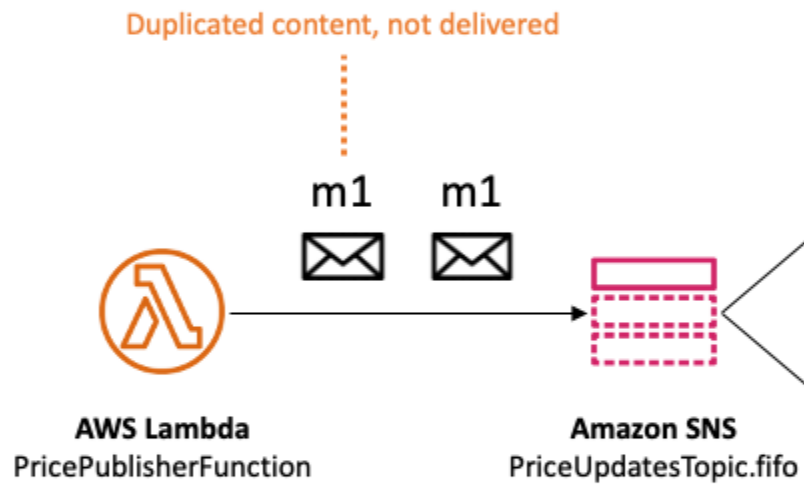 Duplicated content, not delivered
m1 m1
AWS Lambda
PricePublisherFunction
Amazon SNS
PriceUpdatesTopic.fifo